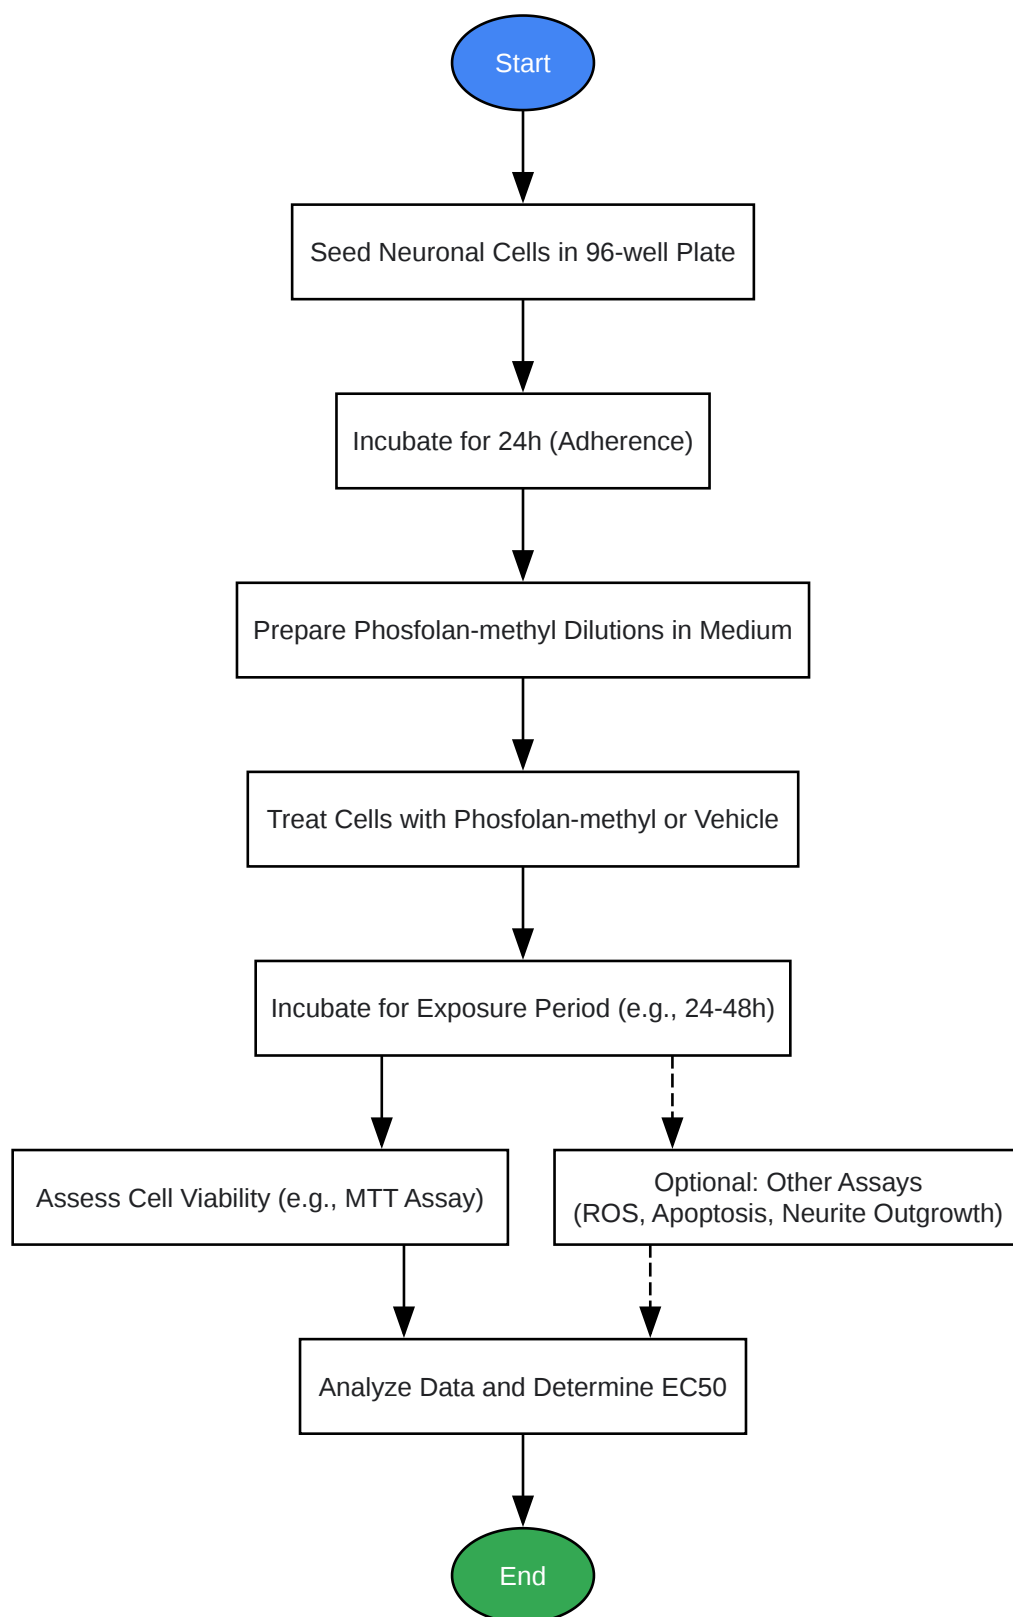 Start
Seed Neuronal Cells in 96-well Plate
Incubate for 24h (Adherence)
Prepare Phosfolan-methyl Dilutions in Medium
Treat Cells with Phosfolan-methyl or Vehicle
Incubate for Exposure Period (e.g., 24-48h)
Assess Cell Viability (e.g., MTT Assay)
Optional: Other Assays
(ROS, Apoptosis, Neurite Outgrowth)
Analyze Data and Determine EC50
End